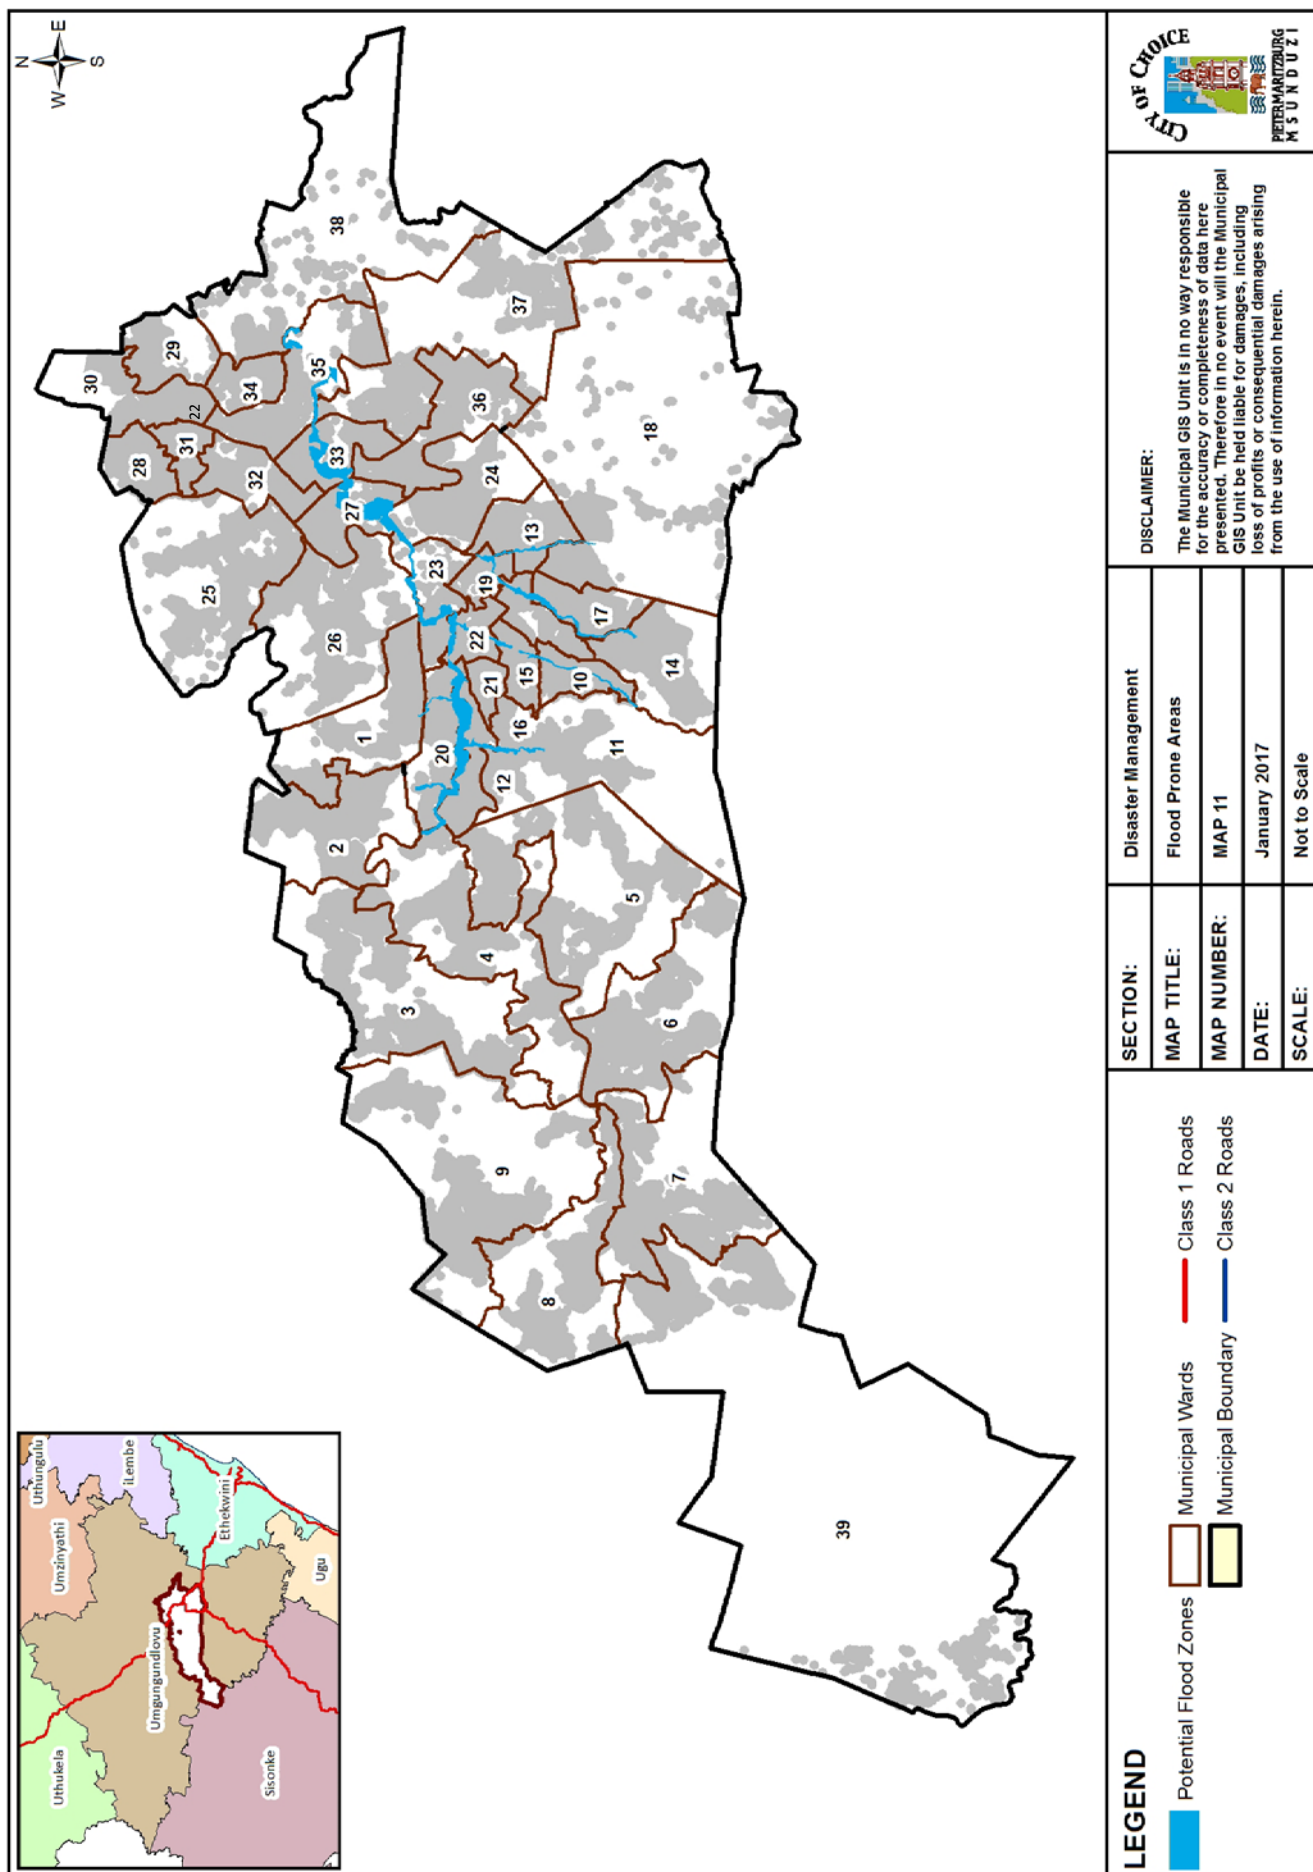 N
W
E
S
Uthungulu
Umzinyathi
iLembe
Uthukela
Umgungundlovu
Ethekwini
Ugu
Sisonke
30
29
28
31
22
34
38
32
25
35
33
27
26
37
36
18
24
13
23
19
17
1
22
21
15
10
14
20
16
12
11
2
5
4
3
6
9
7
8
39
LEGEND
Potential Flood Zones
Municipal Wards
Class 1 Roads
Municipal Boundary
Class 2 Roads
SECTION:
Disaster Management
MAP TITLE:
Flood Prone Areas
MAP NUMBER:
MAP 11
DATE:
January 2017
SCALE:
Not to Scale
DISCLAIMER:
The Municipal GIS Unit is in no way responsible
for the accuracy or completeness of data here
presented. Therefore in no event will the Municipal
GIS Unit be held liable for damages, including
loss of profits or consequential damages arising
from the use of information herein.
CITY OF CHOICE
PIETERMARITZBURG
MSUNDUZI